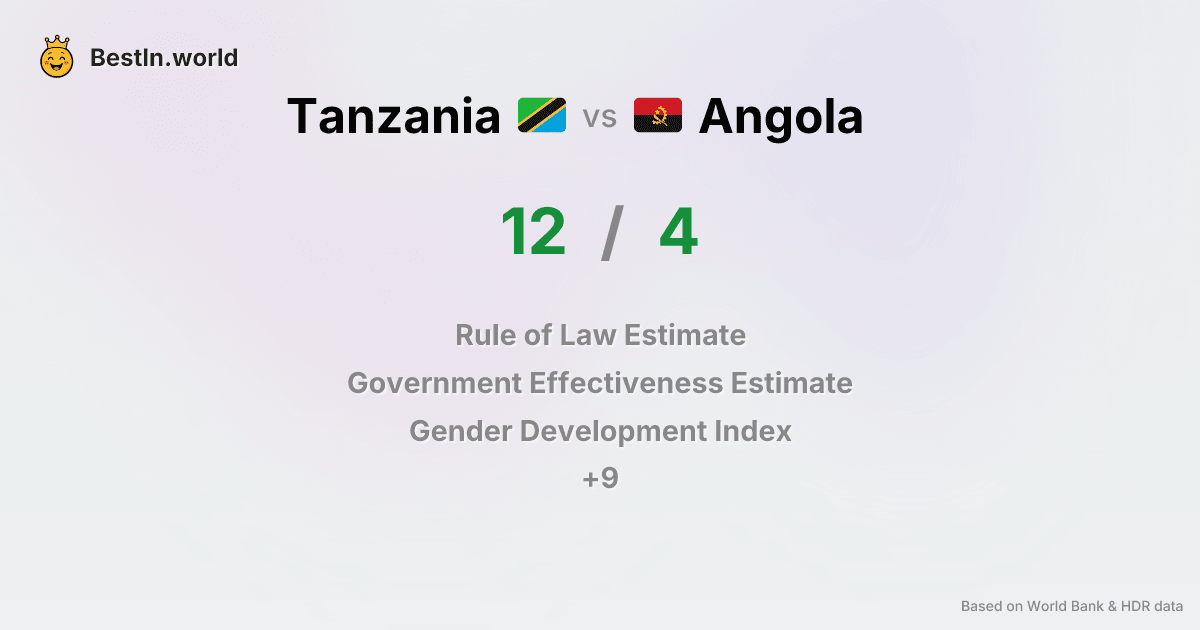 BestIn.world
Tanzania vs Angola
12 / 4
Rule of Law Estimate
Government Effectiveness Estimate
Gender Development Index
+9
Based on World Bank & HDR data